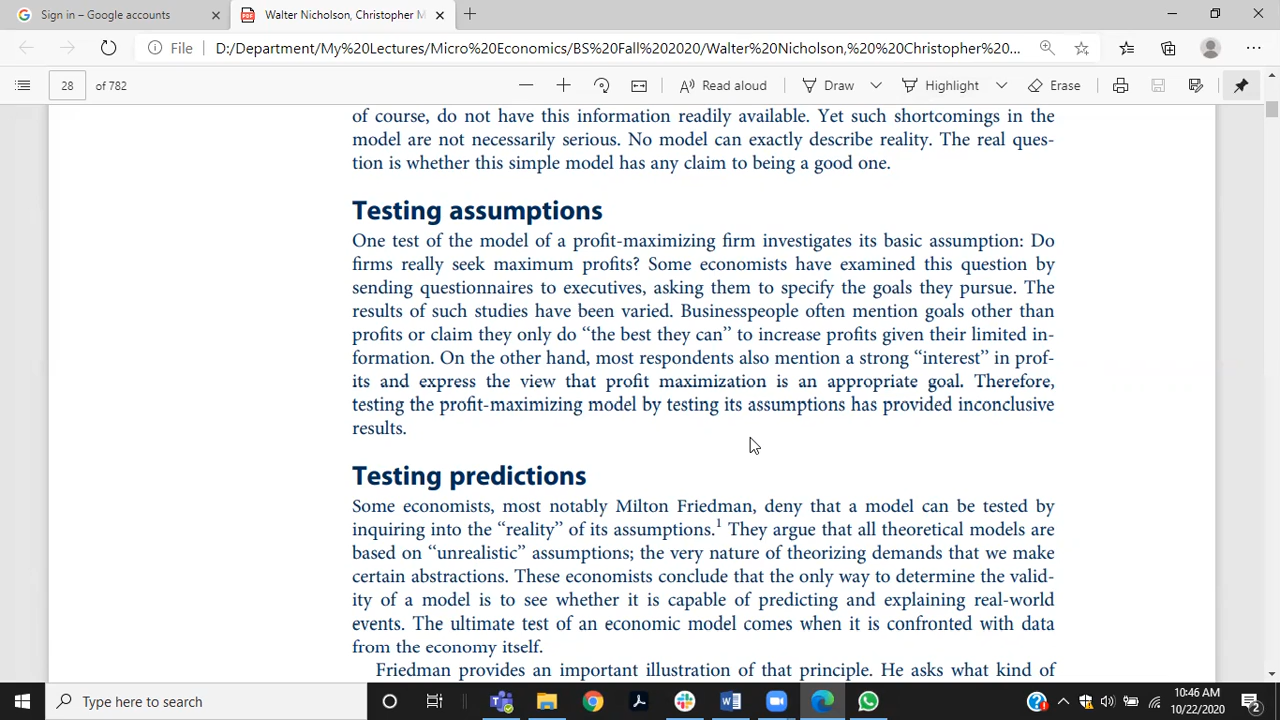 Sign in – Google accounts
Walter Nicholson, Christopher M
File
D:/Department/My%20Lectures/Micro%20Economics/BS%20Fall%202020/Walter%20Nicholson,%20%20Christopher%20...
28 of 782
Read aloud
Draw
Highlight
Erase
of course, do not have this information readily available. Yet such shortcomings in the
model are not necessarily serious. No model can exactly describe reality. The real ques-
tion is whether this simple model has any claim to being a good one.
Testing assumptions
One test of the model of a profit-maximizing firm investigates its basic assumption: Do
firms really seek maximum profits? Some economists have examined this question by
sending questionnaires to executives, asking them to specify the goals they pursue. The
results of such studies have been varied. Businesspeople often mention goals other than
profits or claim they only do ‘‘the best they can’’ to increase profits given their limited in-
formation. On the other hand, most respondents also mention a strong ‘‘interest’’ in prof-
its and express the view that profit maximization is an appropriate goal. Therefore,
testing the profit-maximizing model by testing its assumptions has provided inconclusive
results.
Testing predictions
Some economists, most notably Milton Friedman, deny that a model can be tested by
inquiring into the ‘‘reality’’ of its assumptions.1 They argue that all theoretical models are
based on ‘‘unrealistic’’ assumptions; the very nature of theorizing demands that we make
certain abstractions. These economists conclude that the only way to determine the valid-
ity of a model is to see whether it is capable of predicting and explaining real-world
events. The ultimate test of an economic model comes when it is confronted with data
from the economy itself.
Friedman provides an important illustration of that principle. He asks what kind of
Type here to search
10:46 AM
10/22/2020
2